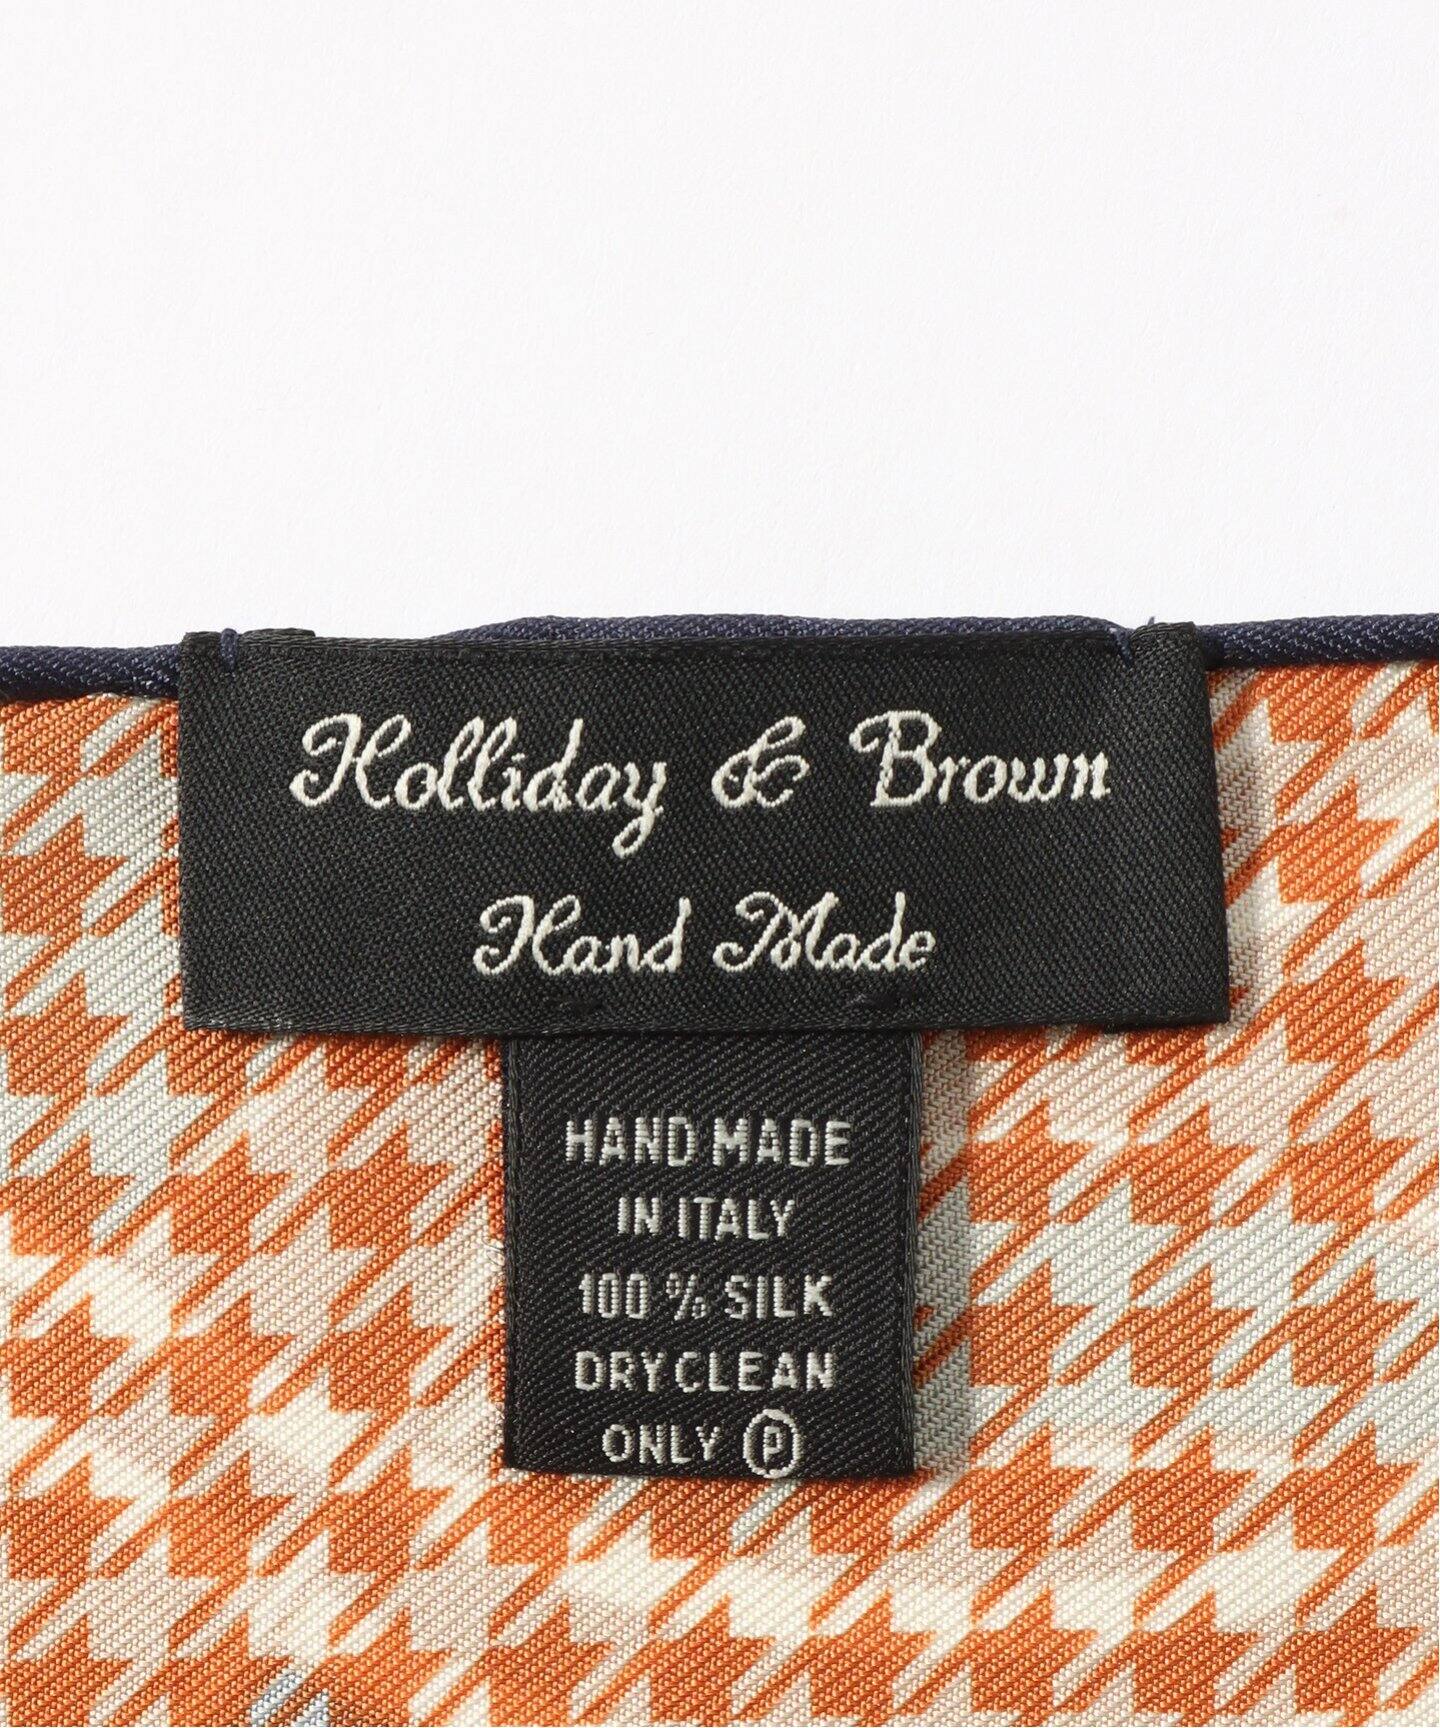 Holliday & Brown
Hand Made
HAND MADE
IN ITALY
100 % SILK
DRY CLEAN
ONLY Ⓟ